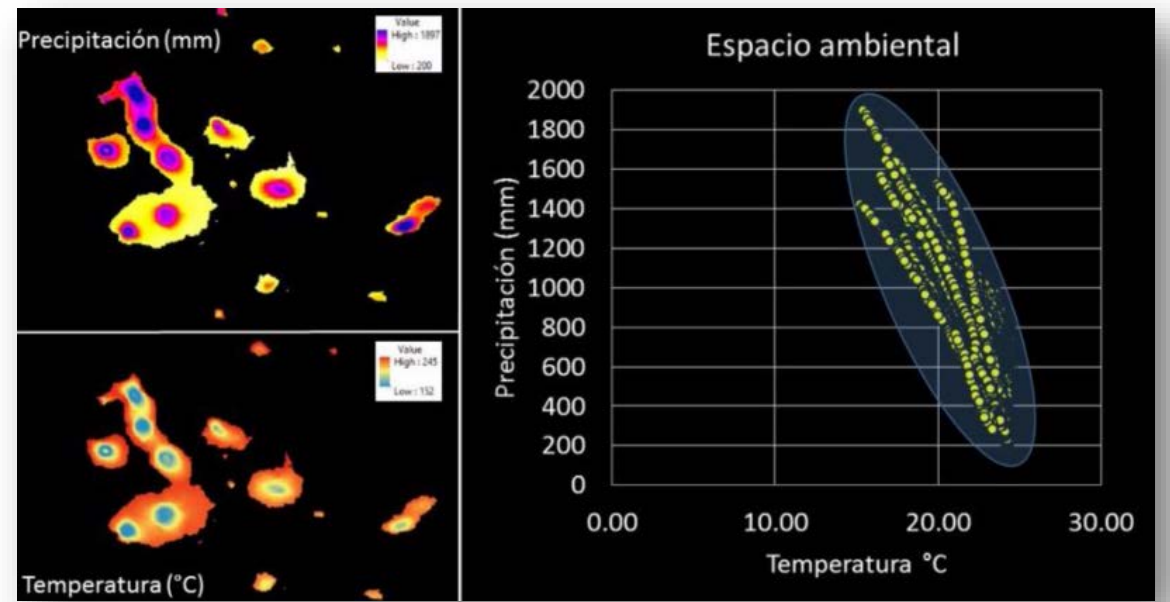 Precipitación (mm)
Value
High : 1897
Low : 200
Value
High : 245
Low : 152
Temperatura (°C)
Espacio ambiental
Precipitación (mm)
2000
1800
1600
1400
1200
1000
800
600
400
200
0
0.00 10.00 20.00 30.00
Temperatura °C